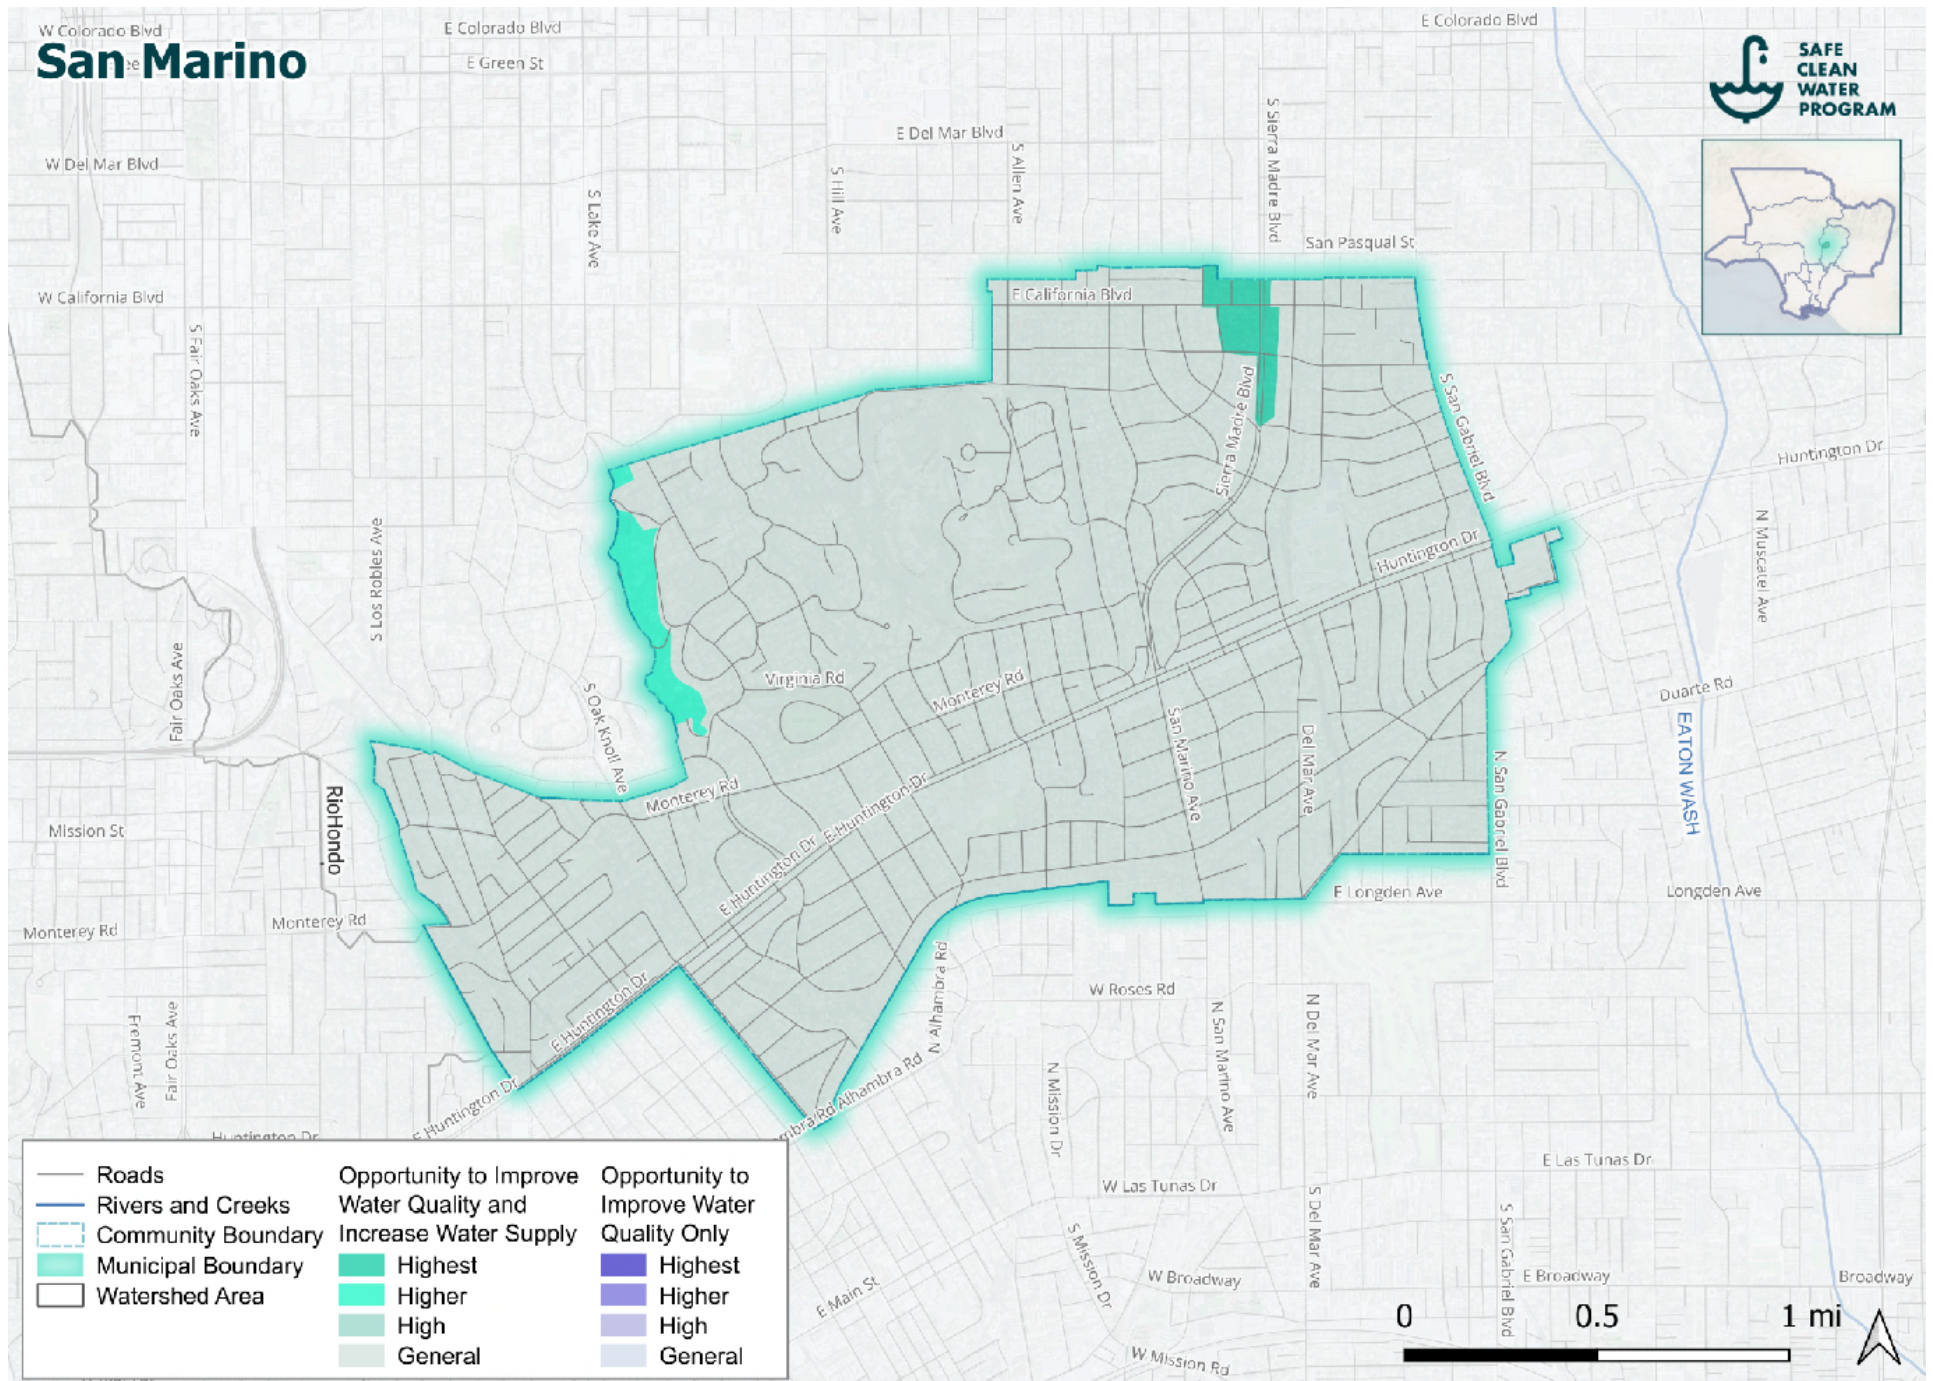 W Colorado Blvd
E Colorado Blvd
E Colorado Blvd
San Marino
E Green St
SAFE
CLEAN
WATER
PROGRAM
E Del Mar Blvd
W Del Mar Blvd
S Sierra Madre Blvd
S Allen Ave
S Hill Ave
S Lake Ave
San Pasqual St
W California Blvd
E California Blvd
S Fair Oaks Ave
Sierra Madre Blvd
S San Gabriel Blvd
Huntington Dr
Huntington Dr
N Muscatel Ave
S Los Robles Ave
Fair Oaks Ave
S Oak Knoll Ave
Virginia Rd
Monterey Rd
Duarte Rd
EATON WASH
San Marino Ave
Del Mar Ave
N San Gabriel Blvd
Monterey Rd
E Huntington Dr
E Huntington Dr
RioHondo
Mission St
E Longden Ave
Longden Ave
Monterey Rd
Monterey Rd
N Alhambra Rd
W Roses Rd
E Huntington Dr
N San Marino Ave
N Del Mar Ave
N Mission Dr
Fremont Ave
Fair Oaks Ave
E Huntington Dr
Alhambra Rd
Huntington Dr
E Las Tunas Dr
W Las Tunas Dr
S Del Mar Ave
S San Gabriel Blvd
S Mission Dr
W Broadway
E Broadway
Broadway
E Main St
W Mission Rd
Roads
Rivers and Creeks
Community Boundary
Municipal Boundary
Watershed Area
Opportunity to Improve
Water Quality and
Increase Water Supply
Highest
Higher
High
General
Opportunity to
Improve Water
Quality Only
Highest
Higher
High
General
0 0.5 1 mi